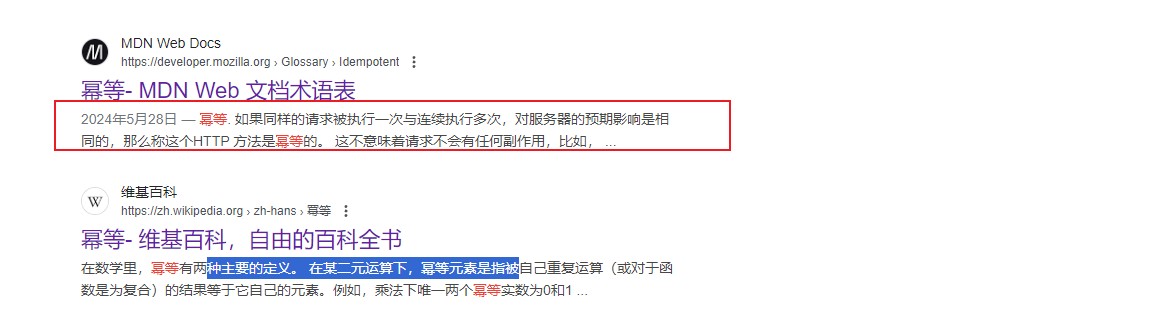 MDN Web Docs
https://developer.mozilla.org › Glossary › Idempotent
幂等- MDN Web 文档术语表
2024年5月28日 — 幂等. 如果同样的请求被执行一次与连续执行多次，对服务器的预期影响是相
同的，那么称这个HTTP 方法是幂等的。 这不意味着请求不会有任何副作用，比如， ...
W
维基百科
https://zh.wikipedia.org › zh-hans › 幂等
幂等- 维基百科，自由的百科全书
在数学里，幂等有两种主要的定义。 在某二元运算下，幂等元素是指被自己重复运算（或对于函
数是为复合）的结果等于它自己的元素。例如，乘法下唯一两个幂等实数为0和1 ...